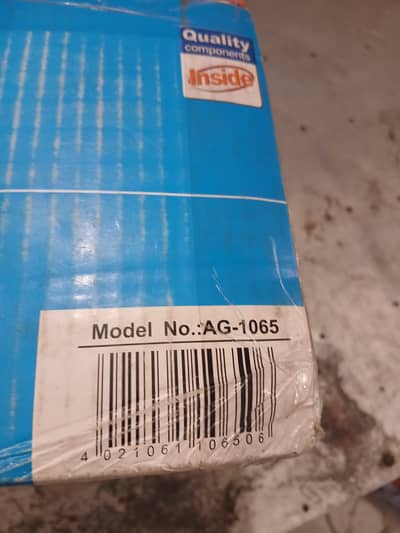 Quality
components
Inside
Model No.:AG-1065
4 021061 106506